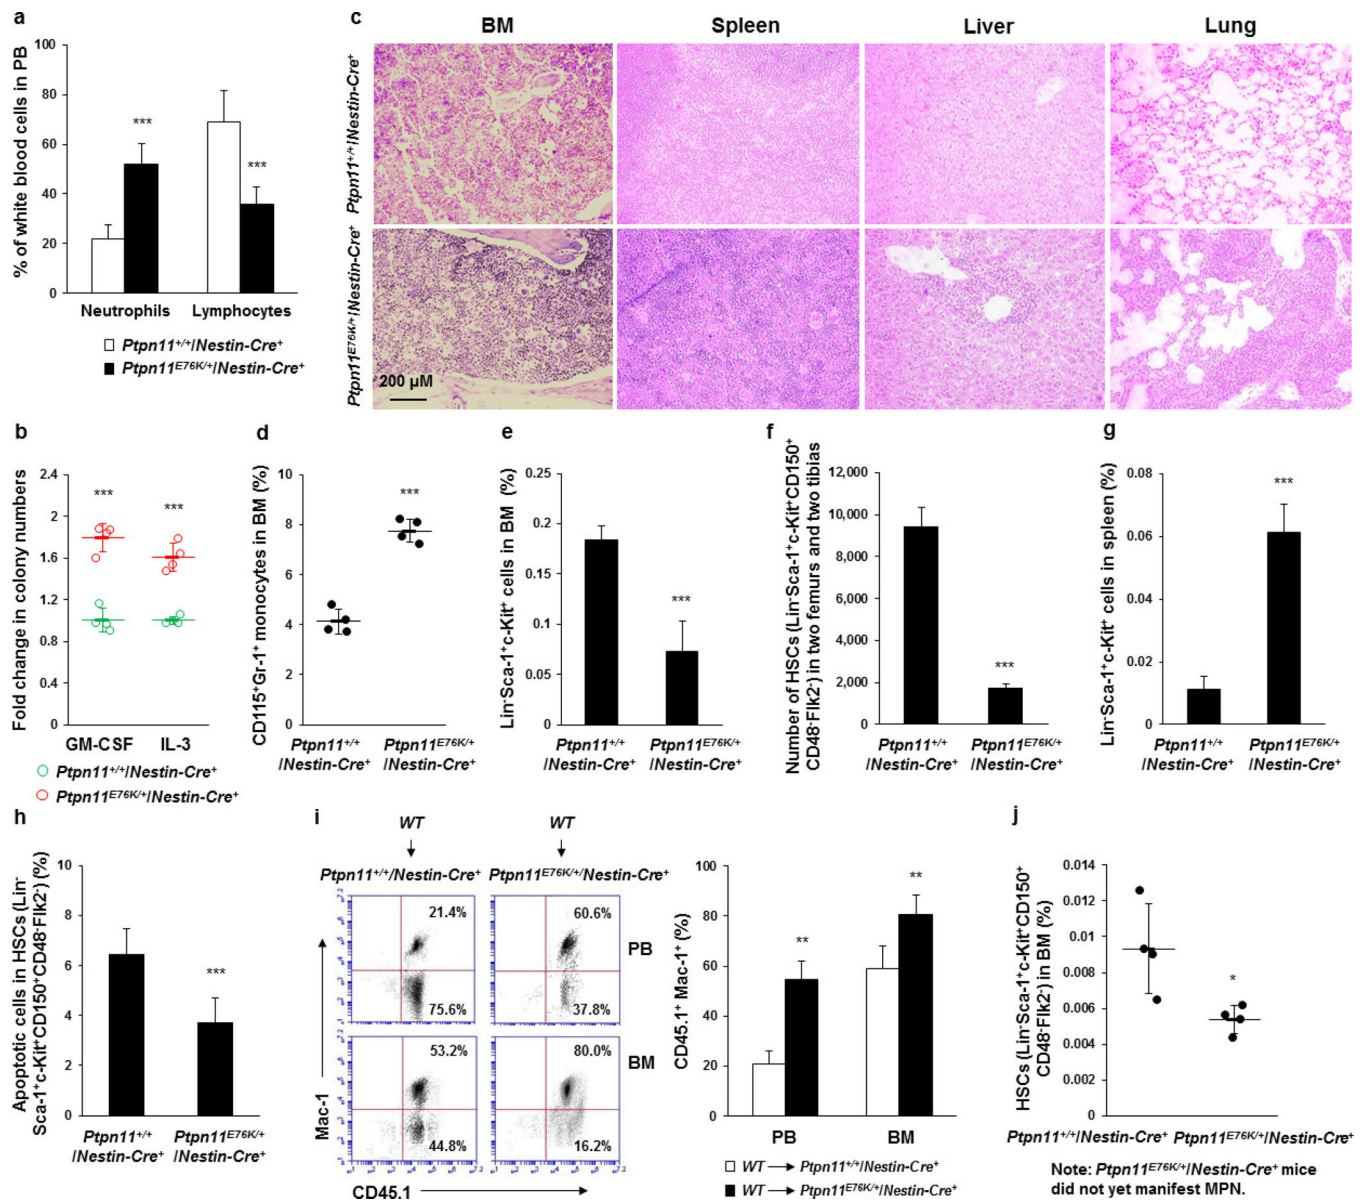 a
% of white blood cells in PB
100
80
60
40
20
0
***
***
Neutrophils
Lymphocytes
Ptpn11+/+/Nestin-Cre+
Ptpn11E76K/+/Nestin-Cre+
c
BM
Spleen
Liver
Lung
Ptpn11+/+/Nestin-Cre+
Ptpn11E76K/+/Nestin-Cre+
200 μM
b
Fold change in colony numbers
2.4
2
1.6
1.2
0.8
0.4
0
***
***
GM-CSF
IL-3
Ptpn11+/+/Nestin-Cre+
Ptpn11E76K/+/Nestin-Cre+
d
CD115+Gr-1+ monocytes in BM (%)
10
8
6
4
2
0
***
Ptpn11+/+
/Nestin-Cre+
Ptpn11E76K/+
/Nestin-Cre+
e
Lin-Sca-1+c-Kit+ cells in BM (%)
0.25
0.2
0.15
0.1
0.05
0
***
Ptpn11+/+
/Nestin-Cre+
Ptpn11E76K/+
/Nestin-Cre+
f
Number of HSCs (Lin-Sca-1+c-Kit+CD150+
CD48-Flk2-) in two femurs and two tibias
12,000
10,000
8,000
6,000
4,000
2,000
0
***
Ptpn11+/+
/Nestin-Cre+
Ptpn11E76K/+
/Nestin-Cre+
g
Lin-Sca-1+c-Kit+ cells in spleen (%)
0.08
0.06
0.04
0.02
0.00
***
Ptpn11+/+
/Nestin-Cre+
Ptpn11E76K/+
/Nestin-Cre+
h
Apoptotic cells in HSCs (Lin-
Sca-1+c-Kit+CD150+CD48-Flk2-) (%)
10
8
6
4
2
0
***
Ptpn11+/+
/Nestin-Cre+
Ptpn11E76K/+
/Nestin-Cre+
i
WT
WT
Ptpn11+/+/Nestin-Cre+
Ptpn11E76K/+/Nestin-Cre+
21.4%
75.6%
60.6%
37.8%
PB
53.2%
44.8%
80.0%
16.2%
BM
Mac-1
CD45.1
CD45.1+ Mac-1+ (%)
100
80
60
40
20
0
**
**
PB
BM
WT → Ptpn11+/+/Nestin-Cre+
WT → Ptpn11E76K/+/Nestin-Cre+
j
HSCs (Lin-Sca-1+c-Kit+CD150+
CD48-Flk2-) in BM (%)
0.014
0.012
0.01
0.008
0.006
0.004
0.002
0
*
Ptpn11+/+/Nestin-Cre+
Ptpn11E76K/+/Nestin-Cre+
Note: Ptpn11E76K/+/Nestin-Cre+ mice
did not yet manifest MPN.